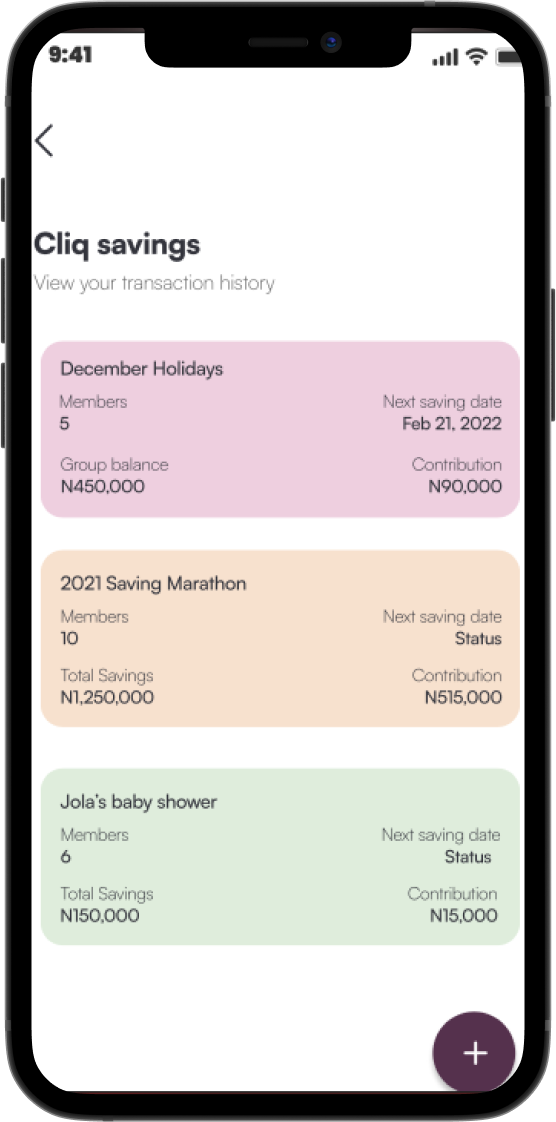 9:41
Cliq savings
View your transaction history
December Holidays
Members Next saving date
5 Feb 21, 2022
Group balance Contribution
N450,000 N90,000
2021 Saving Marathon
Members Next saving date
10 Status
Total Savings Contribution
N1,250,000 N515,000
Jola's baby shower
Members Next saving date
6 Status
Total Savings Contribution
N150,000 N15,000
+